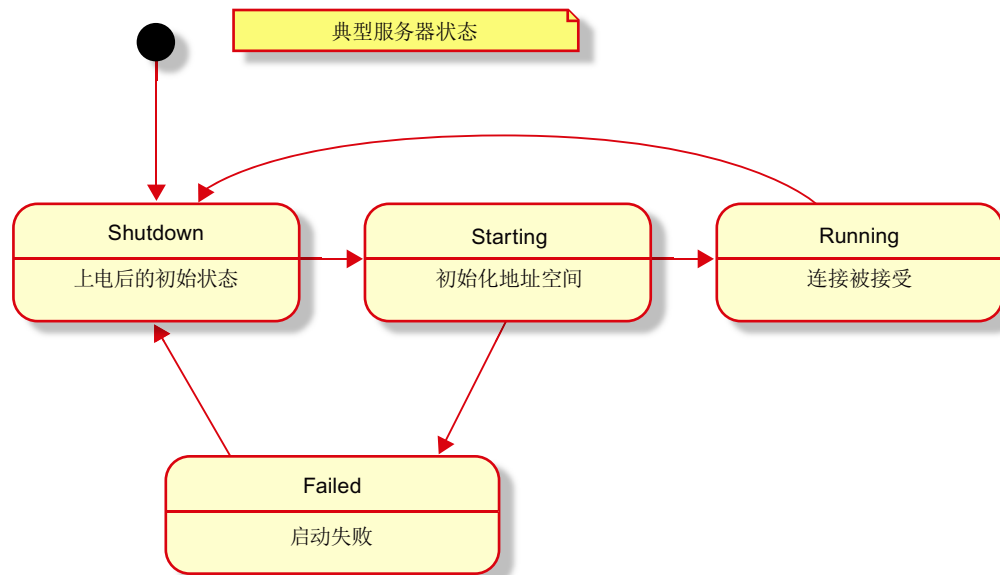 典型服务器状态
Shutdown
上电后的初始状态
Starting
初始化地址空间
Running
连接被接受
Failed
启动失败